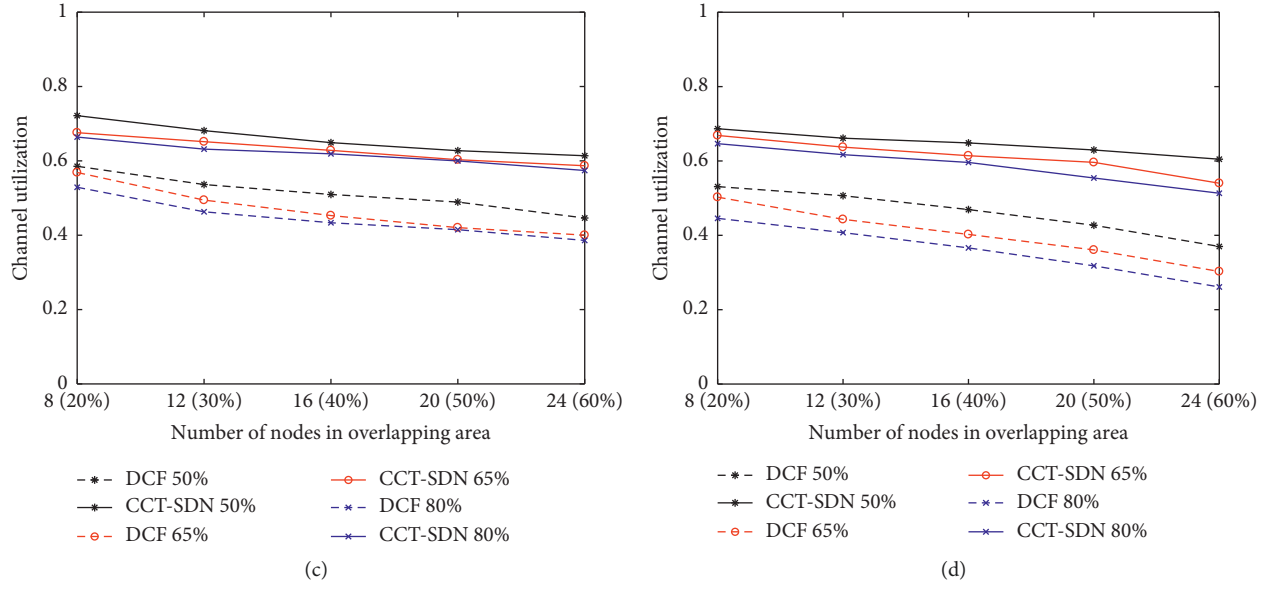 1
0.8
0.6
0.4
0.2
0
Channel utilization
8 (20%) 12 (30%) 16 (40%) 20 (50%) 24 (60%)
Number of nodes in overlapping area
DCF 50%
CCT-SDN 50%
DCF 65%
CCT-SDN 65%
DCF 80%
CCT-SDN 80%
(c)
1
0.8
0.6
0.4
0.2
0
Channel utilization
8 (20%) 12 (30%) 16 (40%) 20 (50%) 24 (60%)
Number of nodes in overlapping area
DCF 50%
CCT-SDN 50%
DCF 65%
CCT-SDN 65%
DCF 80%
CCT-SDN 80%
(d)